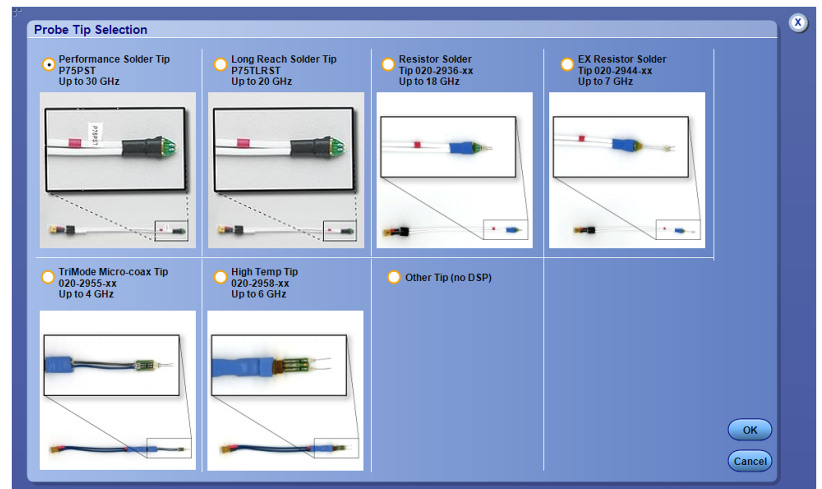 Probe Tip Selection
X
Performance Solder Tip
P75PST
Up to 30 GHz
Long Reach Solder Tip
P75TLRST
Up to 20 GHz
Resistor Solder
Tip 020-2936-xx
Up to 18 GHz
EX Resistor Solder
Tip 020-2944-xx
Up to 7 GHz
P75PST
TriMode Micro-coax Tip
020-2955-xx
Up to 4 GHz
High Temp Tip
020-2958-xx
Up to 6 GHz
Other Tip (no DSP)
OK
Cancel